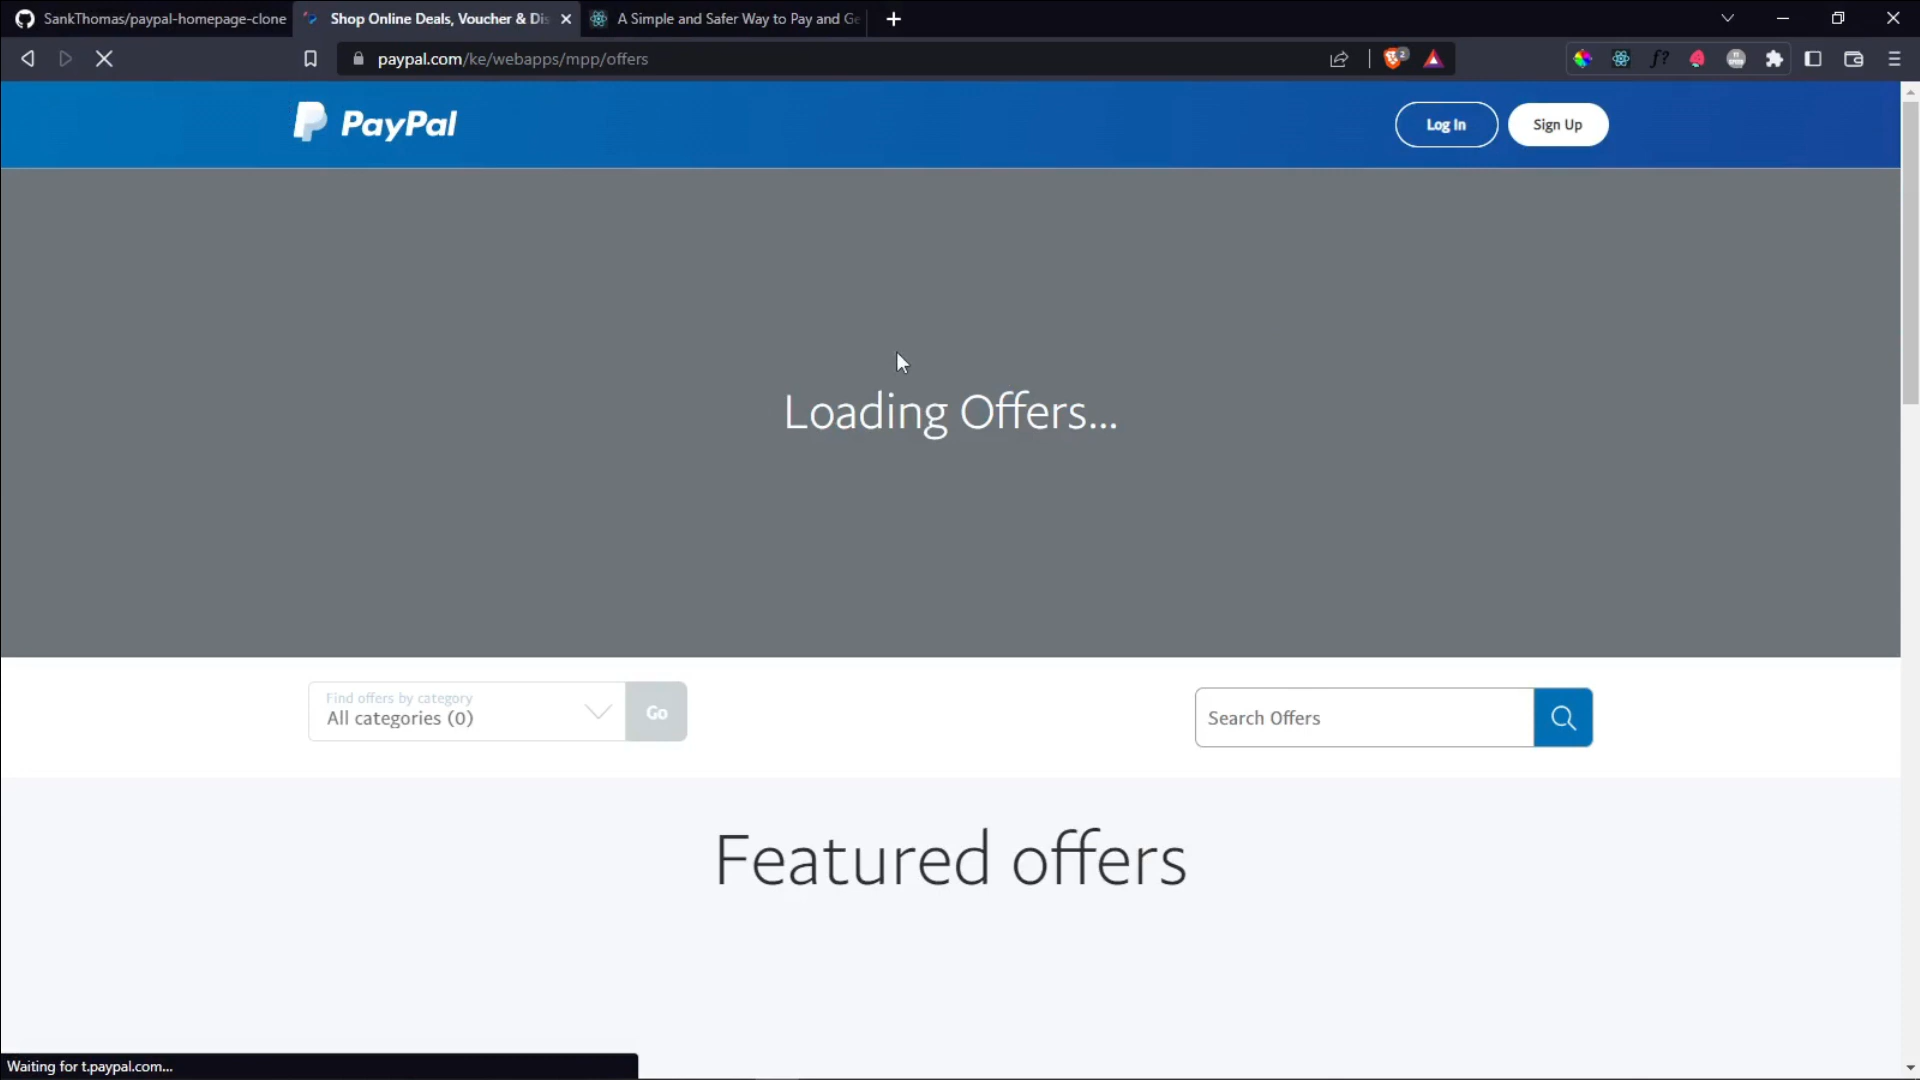 SankThomas/paypal-homepage-clone
Shop Online Deals, Voucher & Dis
A Simple and Safer Way to Pay and Ge
paypal.com/ke/webapps/mpp/offers
2
f?
PayPal
Log In
Sign Up
Loading Offers...
Find offers by category
All categories (0)
Go
Search Offers
Featured offers
Waiting for t.paypal.com...